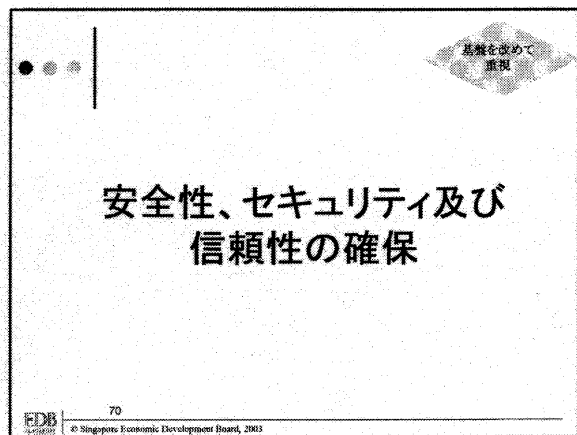 基盤を改めて
重視
安全性、セキュリティ及び
信頼性の確保
70
EDB
© Singapore Economic Development Board, 2003